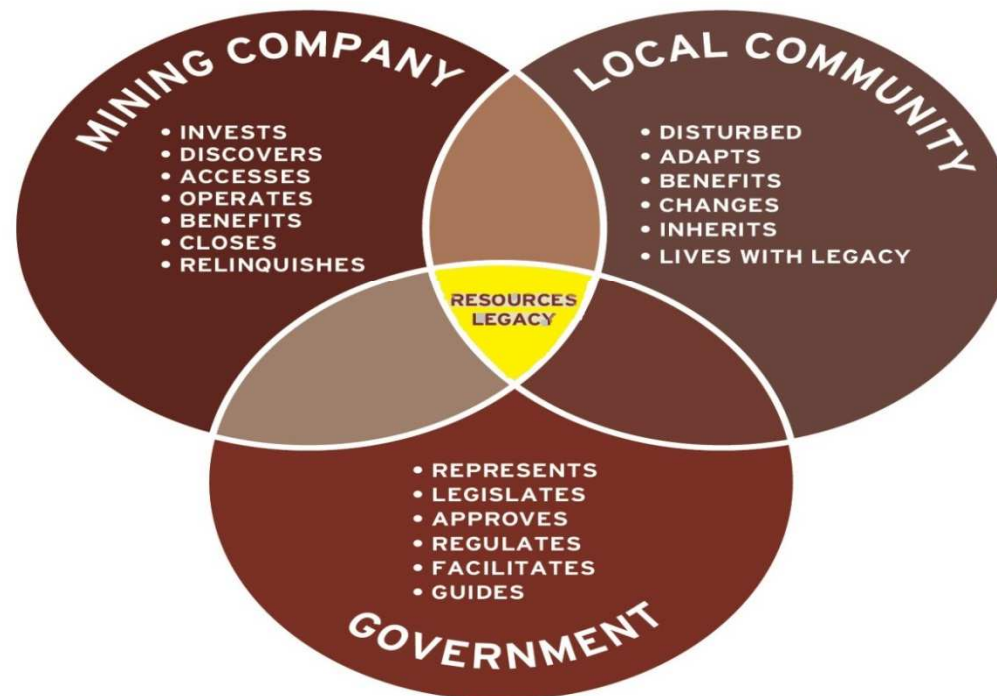 MINING COMPANY
• INVESTS
• DISCOVERS
• ACCESSES
• OPERATES
• BENEFITS
• CLOSES
• RELINQUISHES
LOCAL COMMUNITY
• DISTURBED
• ADAPTS
• BENEFITS
• CHANGES
• INHERITS
• LIVES WITH LEGACY
RESOURCES
LEGACY
• REPRESENTS
• LEGISLATES
• APPROVES
• REGULATES
• FACILITATES
• GUIDES
GOVERNMENT